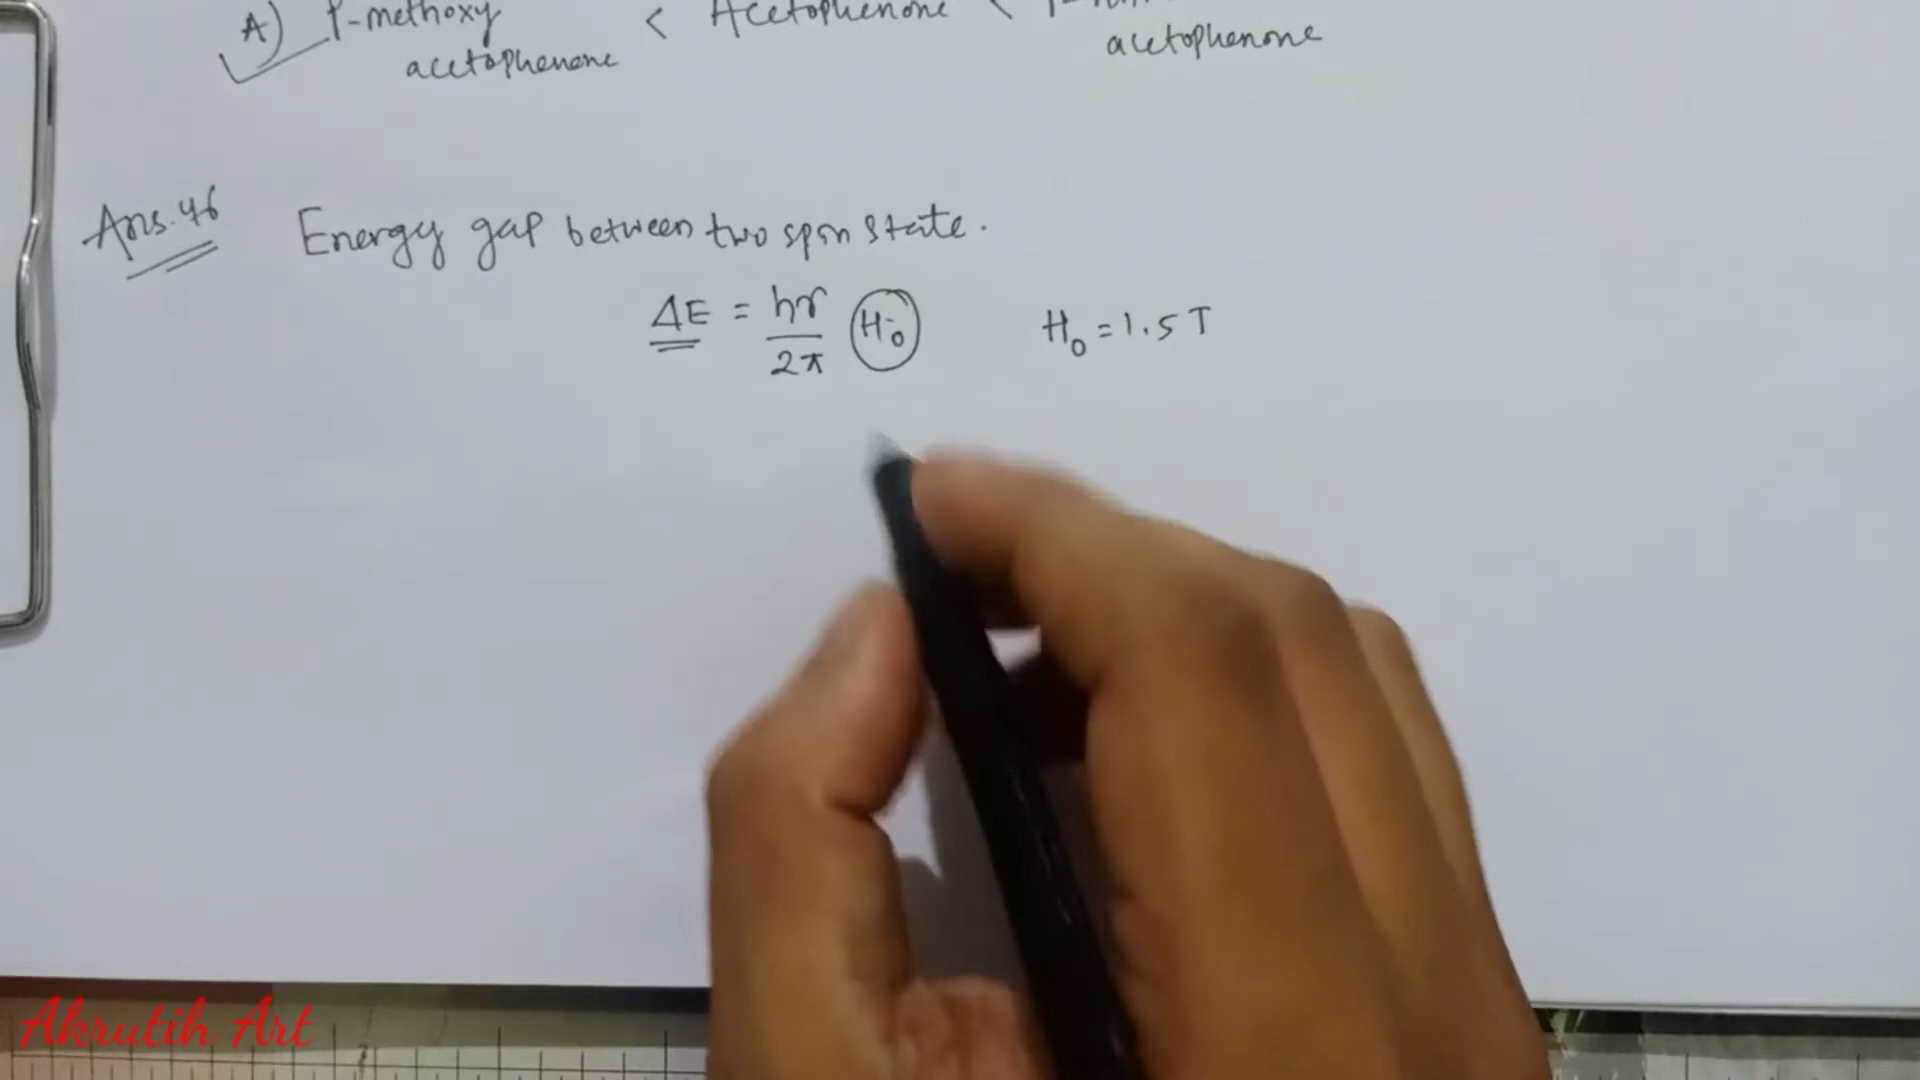 A) P-methoxy < Acetophenone <
acetophenone acetophenone
Ans.46 Energy gap between two spin state.
ΔE = hγ / 2π H₀ H₀ = 1.5 T
Akrutih Art